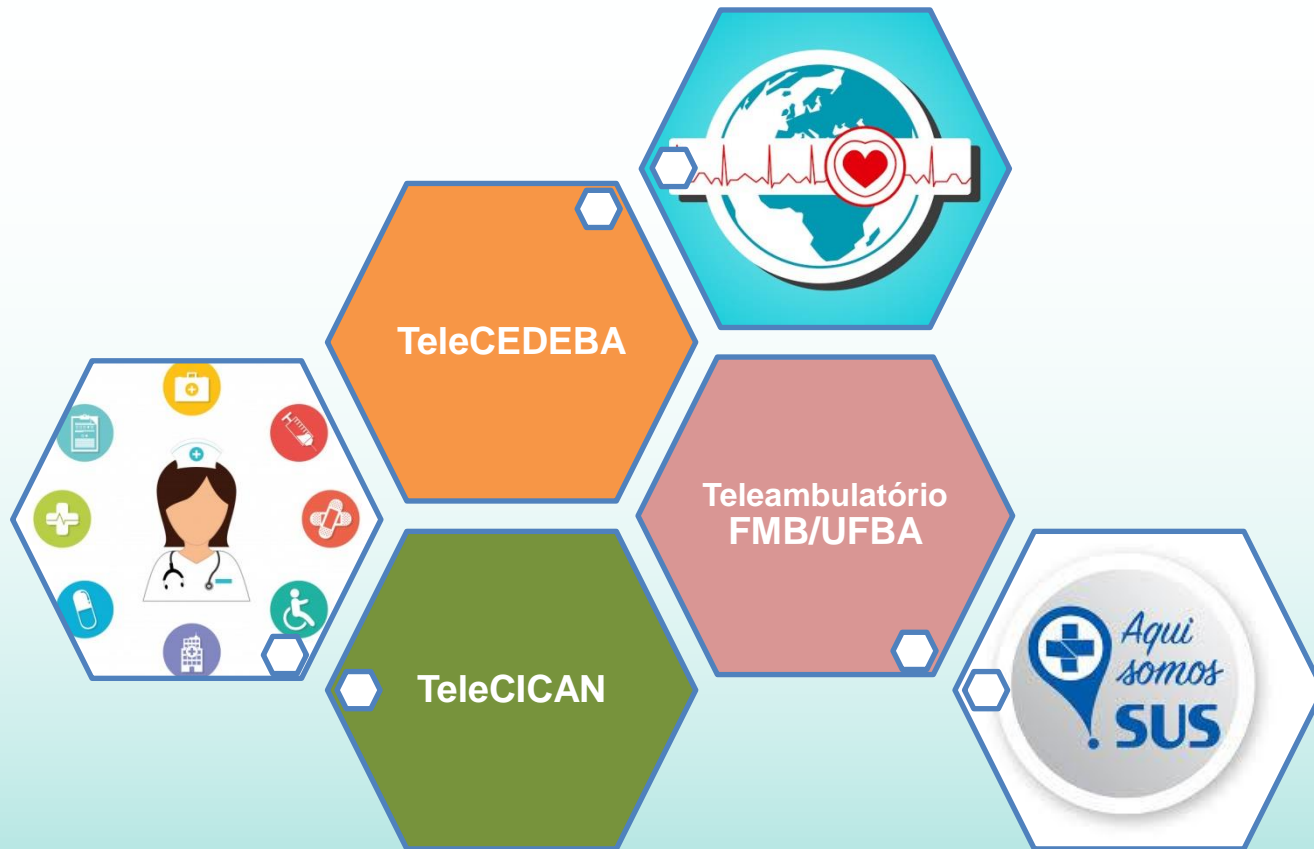 TeleCEDEBA
Teleambulatório
FMB/UFBA
TeleCICAN
Aqui
somos
SUS